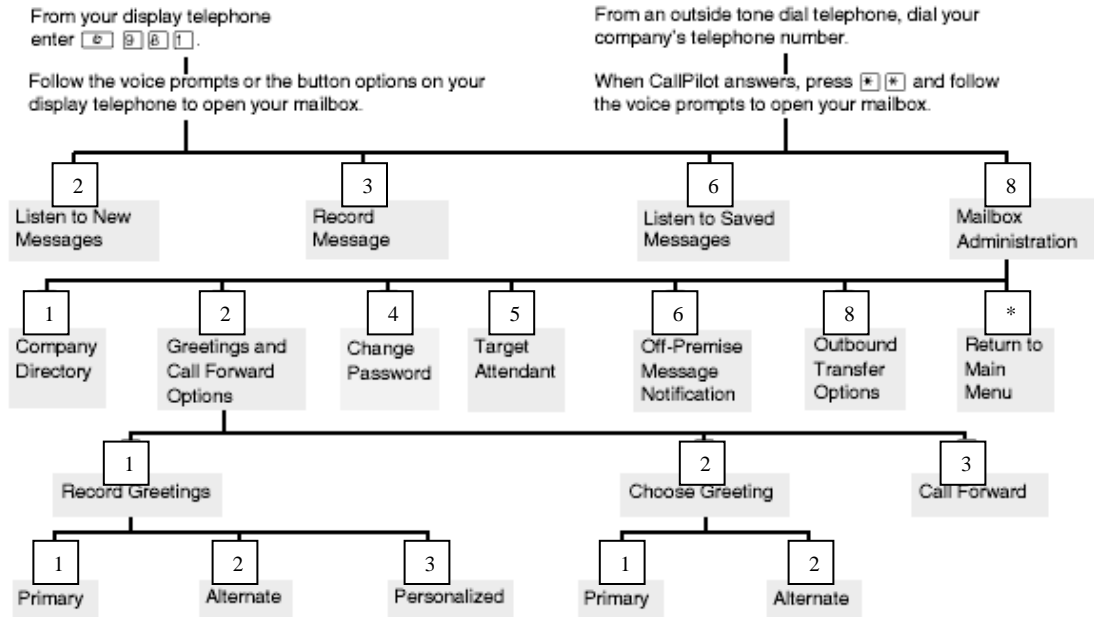 From your display telephone
enter 9 8 1.
Follow the voice prompts or the button options on your
display telephone to open your mailbox.
From an outside tone dial telephone, dial your
company's telephone number.
When CallPilot answers, press * * and follow
the voice prompts to open your mailbox.
2
Listen to New
Messages
3
Record
Message
6
Listen to Saved
Messages
8
Mailbox
Administration
1
Company
Directory
2
Greetings and
Call Forward
Options
4
Change
Password
5
Target
Attendant
6
Off-Premise
Message
Notification
8
Outbound
Transfer
Options
*
Return to
Main
Menu
1
Record Greetings
2
Choose Greeting
3
Call Forward
1
Primary
2
Alternate
3
Personalized
1
Primary
2
Alternate